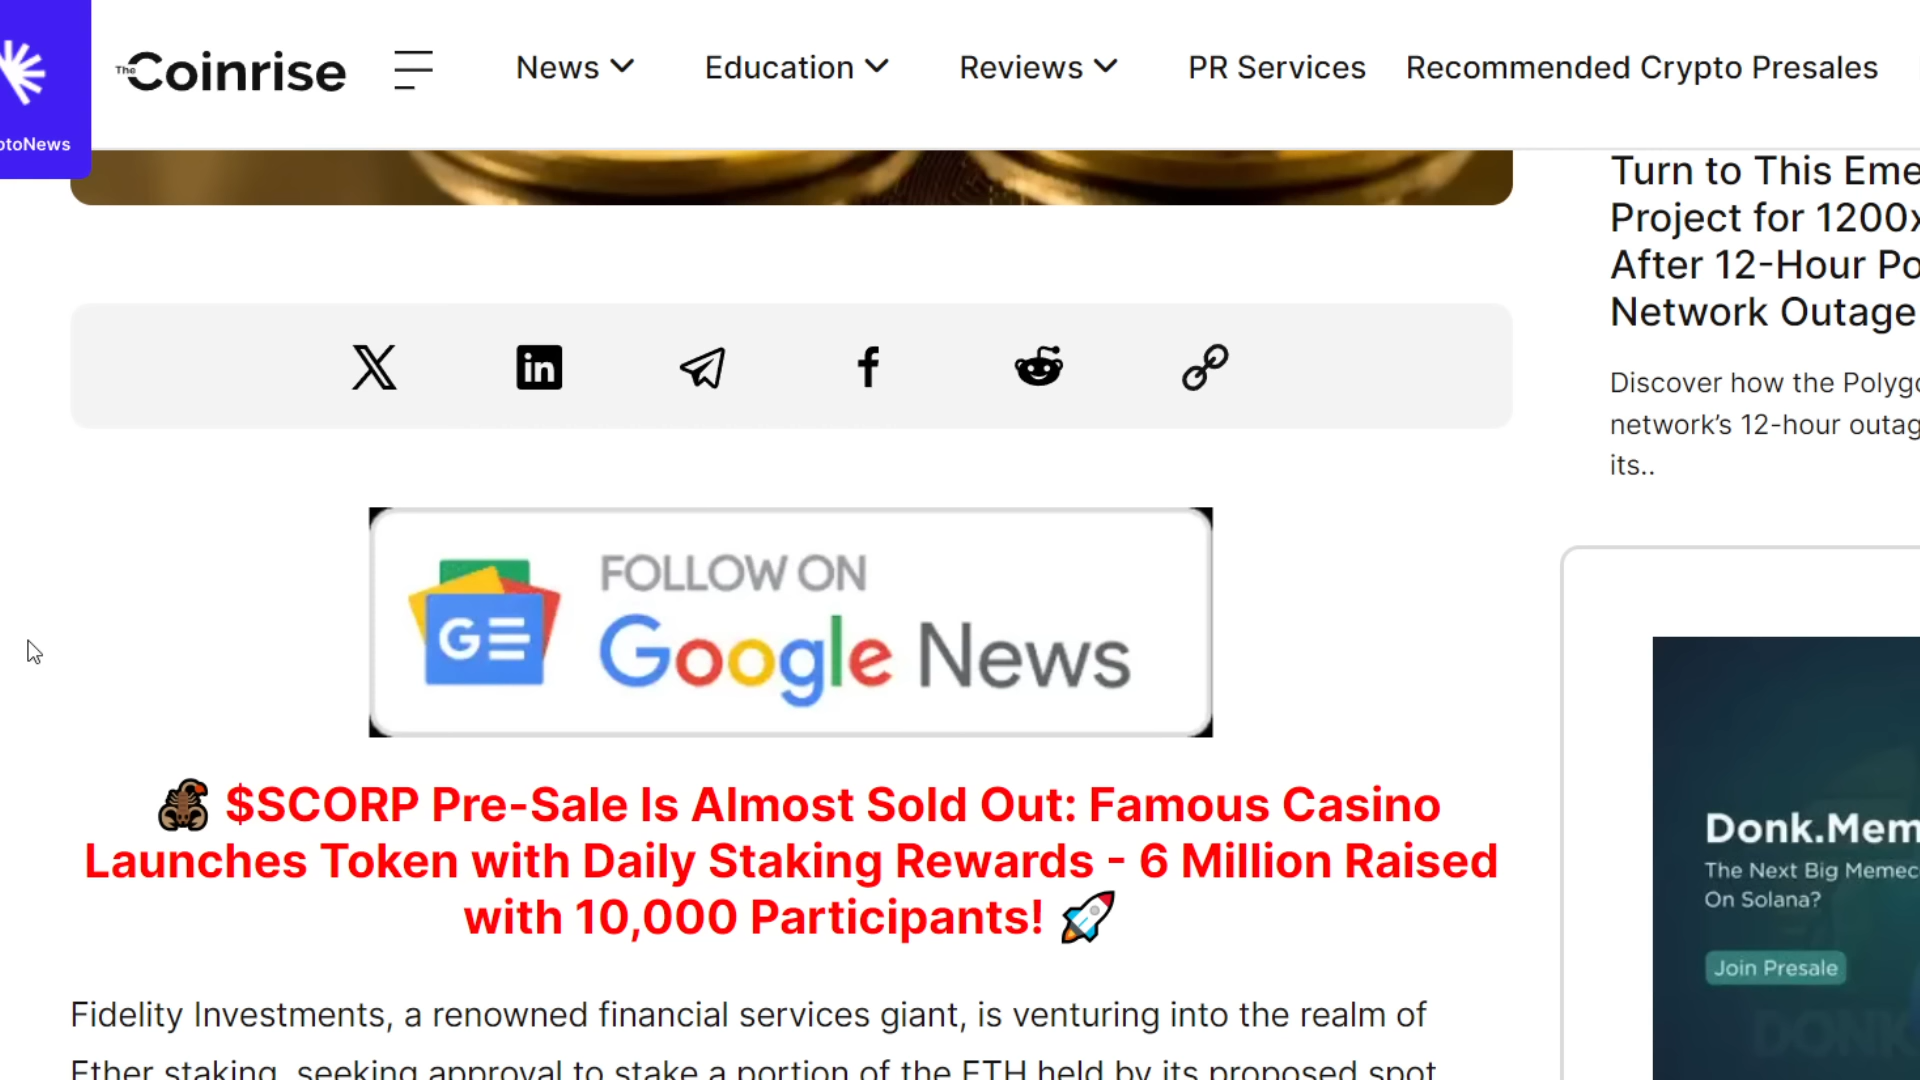 The Coinrise
News
Education
Reviews
PR Services
Recommended Crypto Presales
ptoNews
Turn to This Eme
Project for 1200x
After 12-Hour Po
Network Outage
Discover how the Polygo
network's 12-hour outag
its..
FOLLOW ON
Google News
$SCORP Pre-Sale Is Almost Sold Out: Famous Casino
Launches Token with Daily Staking Rewards - 6 Million Raised
with 10,000 Participants!
Fidelity Investments, a renowned financial services giant, is venturing into the realm of
Ether staking, seeking approval to stake a portion of the ETH held by its proposed spot
Donk.Mem
The Next Big Memec
On Solana?
Join Presale
DONK